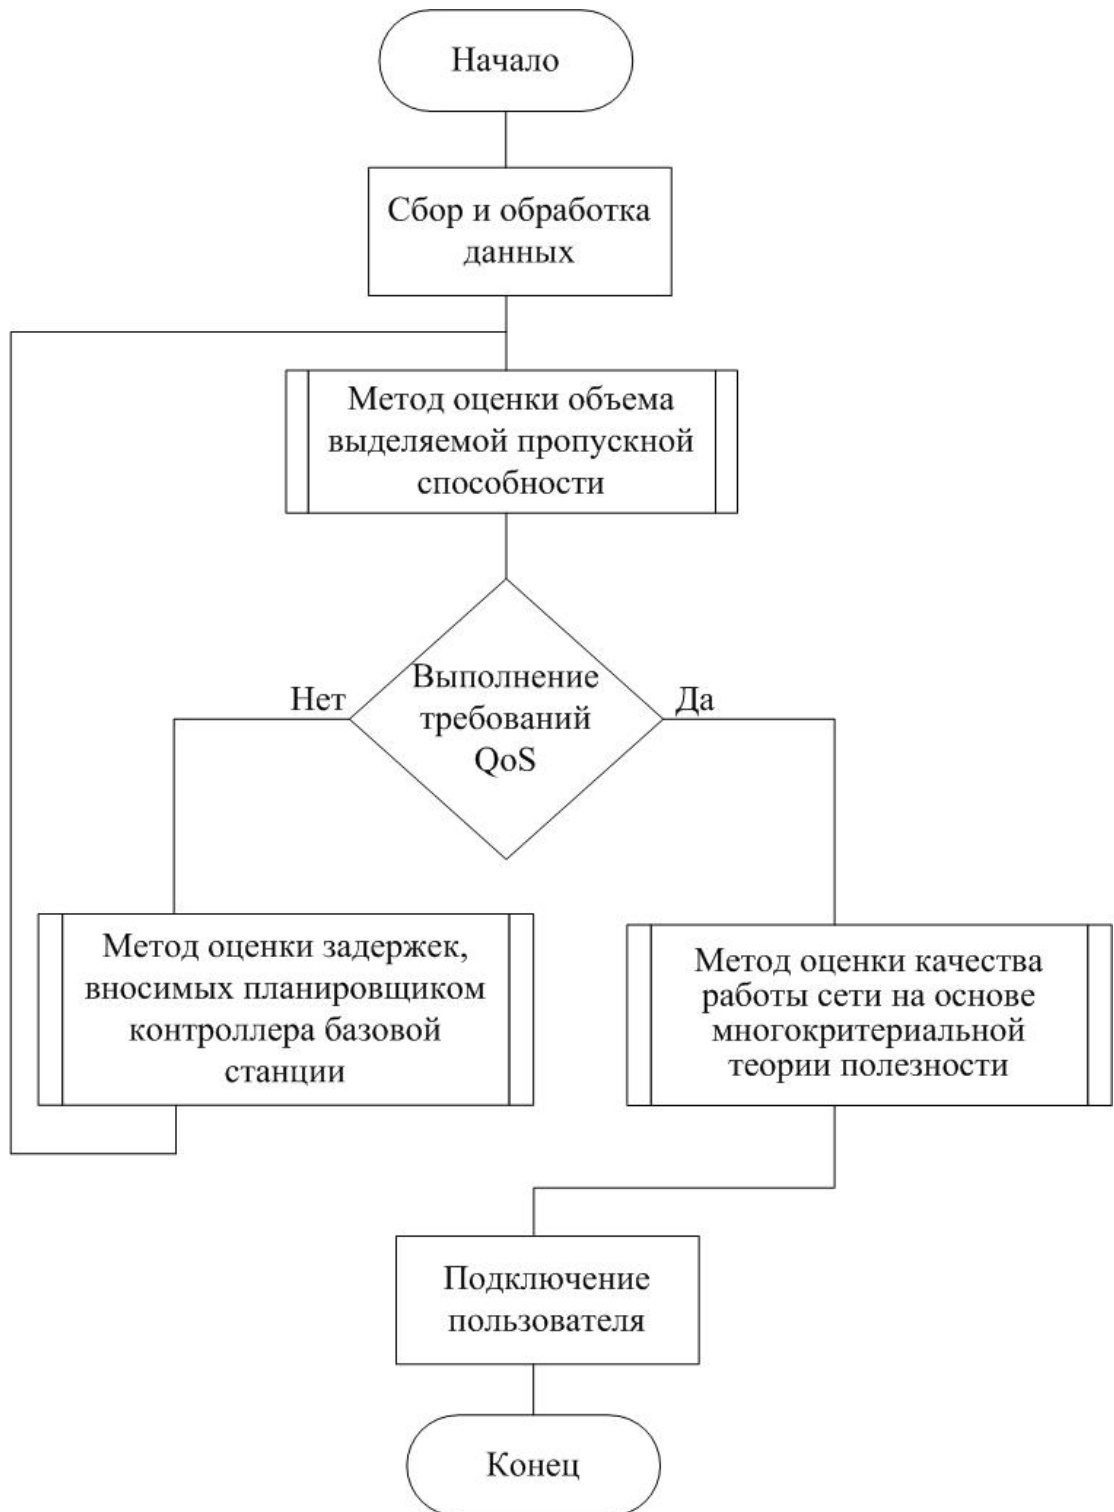 Начало
Сбор и обработка
данных
Метод оценки объема
выделяемой пропускной
способности
Выполнение
требований
QoS
Нет
Да
Метод оценки задержек,
вносимых планировщиком
контроллера базовой
станции
Метод оценки качества
работы сети на основе
многокритериальной
теории полезности
Подключение
пользователя
Конец